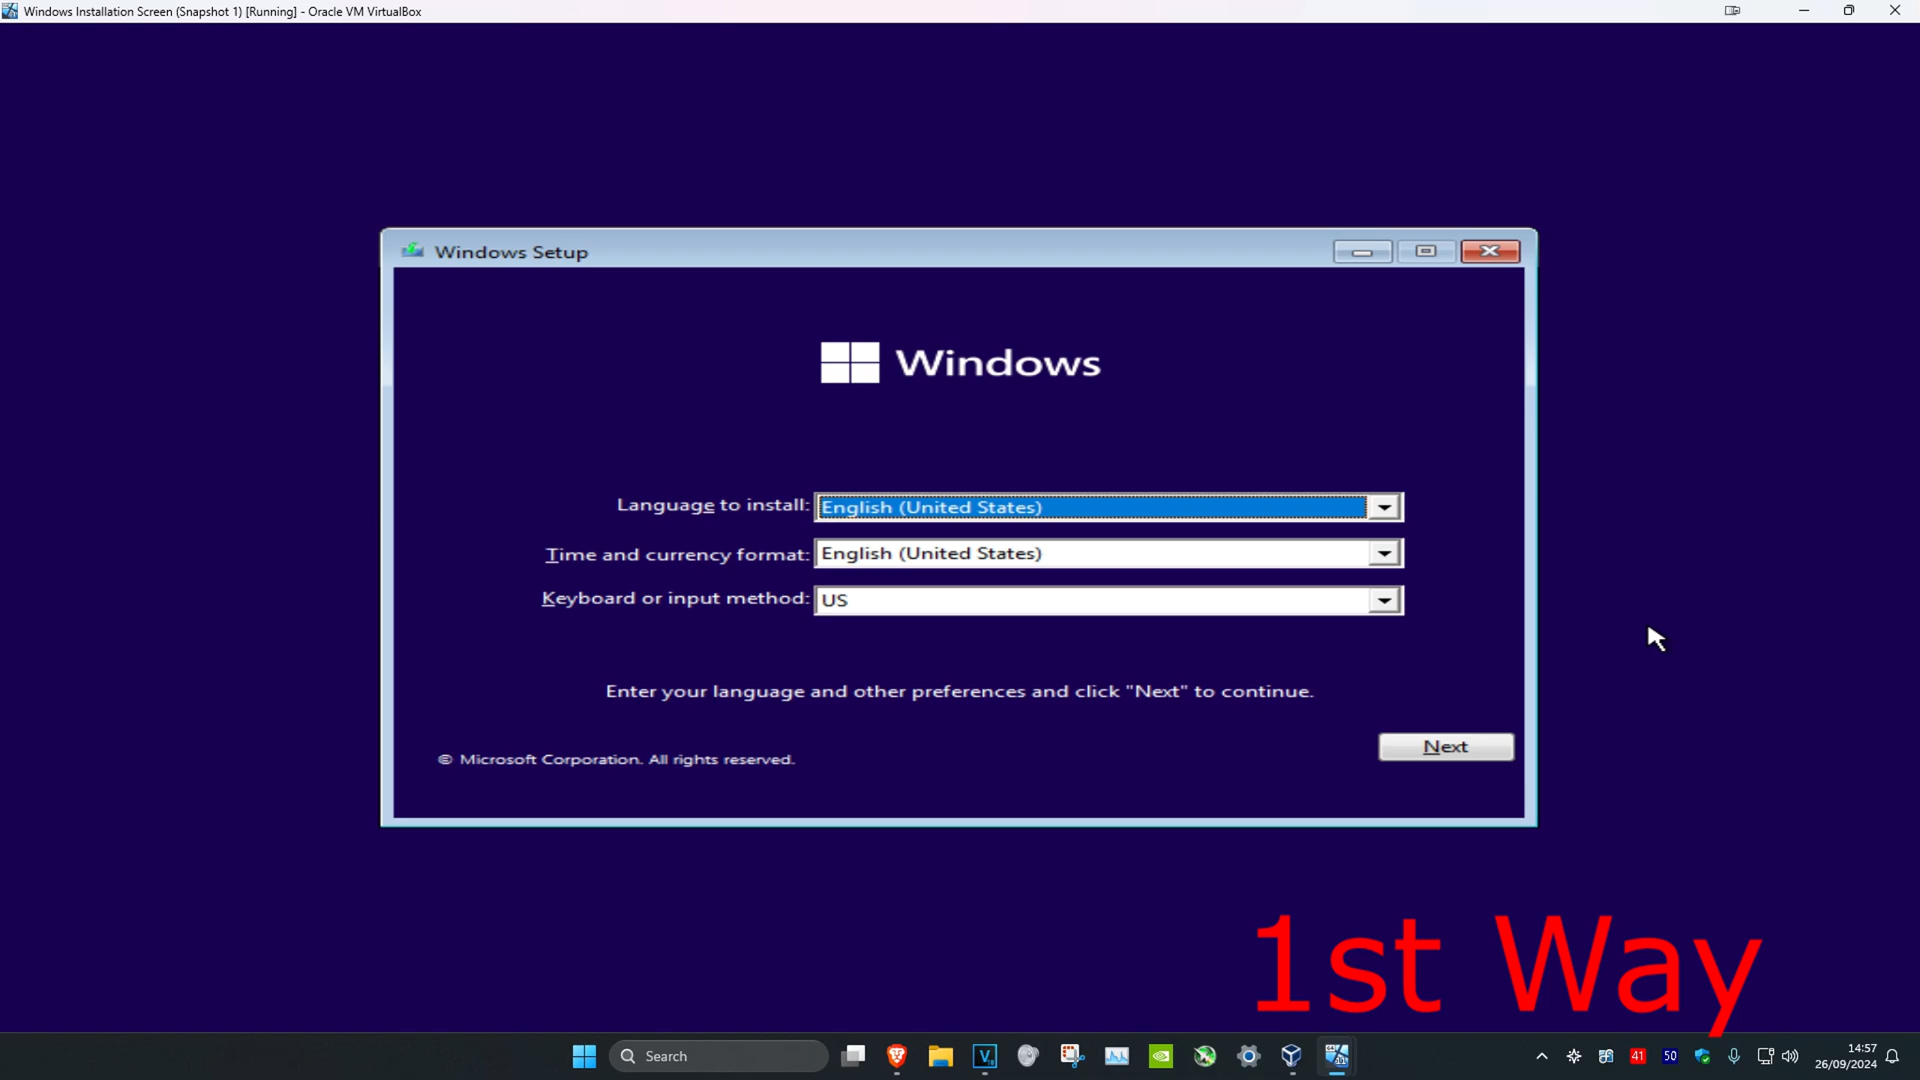 Windows Installation Screen (Snapshot 1) [Running] - Oracle VM VirtualBox
Windows Setup
Windows
Language to install: English (United States)
Time and currency format: English (United States)
Keyboard or input method: US
Enter your language and other preferences and click "Next" to continue.
Next
© Microsoft Corporation. All rights reserved.
1st Way
Search
41
50
14:57
26/09/2024